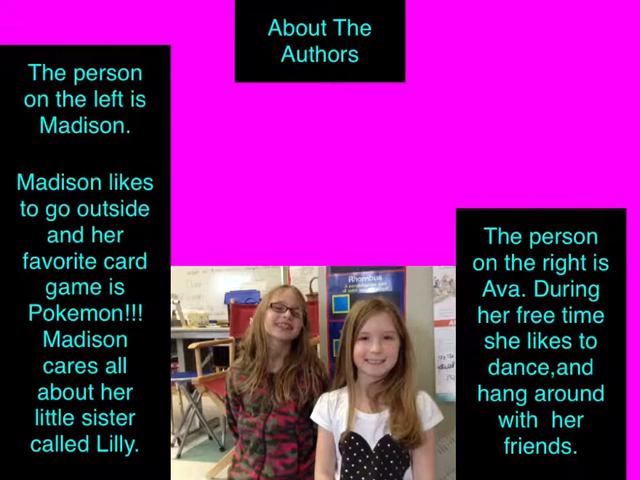 About The
Authors
The person
on the left is
Madison.
Madison likes
to go outside
and her
favorite card
game is
Pokemon!!!
Madison
cares all
about her
little sister
called Lilly.
Rhombus
The person
on the right is
Ava. During
her free time
she likes to
dance,and
hang around
with  her
friends.